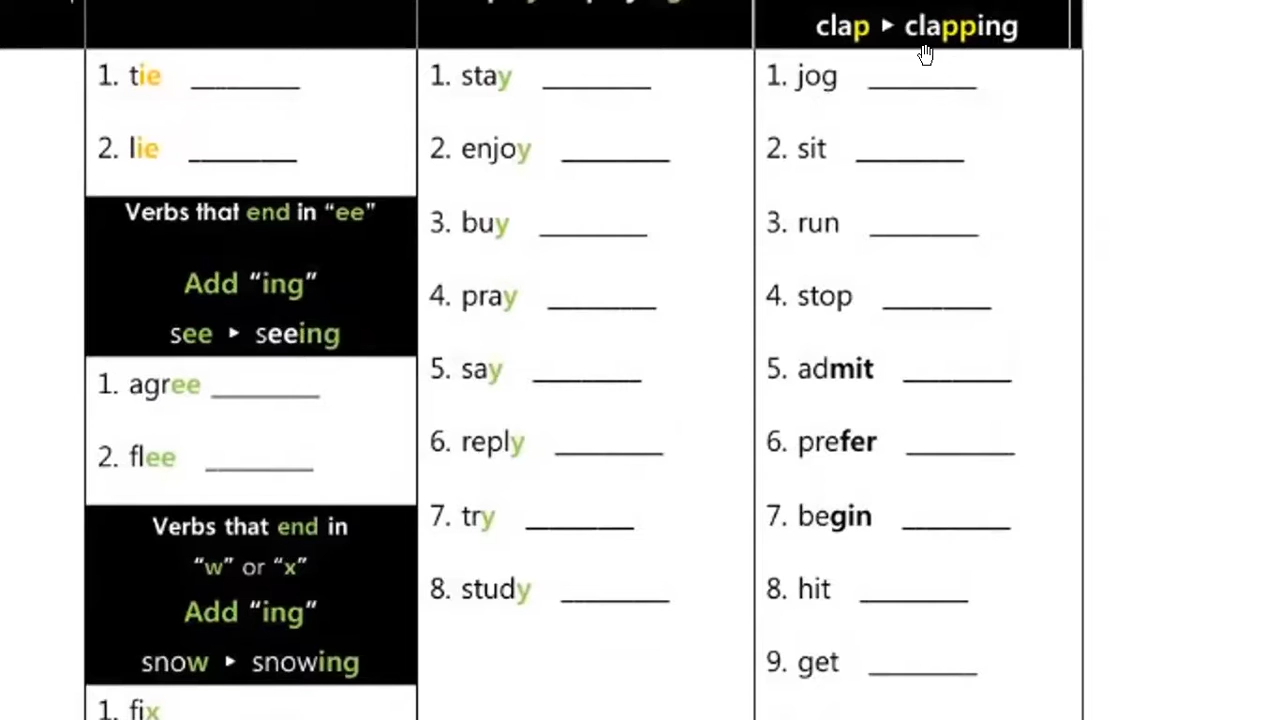 clap ▸ clapping
1. tie ________
2. lie ________
Verbs that end in “ee”
Add “ing”
see ▸ seeing
1. agree ________
2. flee ________
Verbs that end in
“w” or “x”
Add “ing”
snow ▸ snowing
1. fix
1. stay ________
2. enjoy ________
3. buy ________
4. pray ________
5. say ________
6. reply ________
7. try ________
8. study ________
1. jog ________
2. sit ________
3. run ________
4. stop ________
5. admit ________
6. prefer ________
7. begin ________
8. hit ________
9. get ________